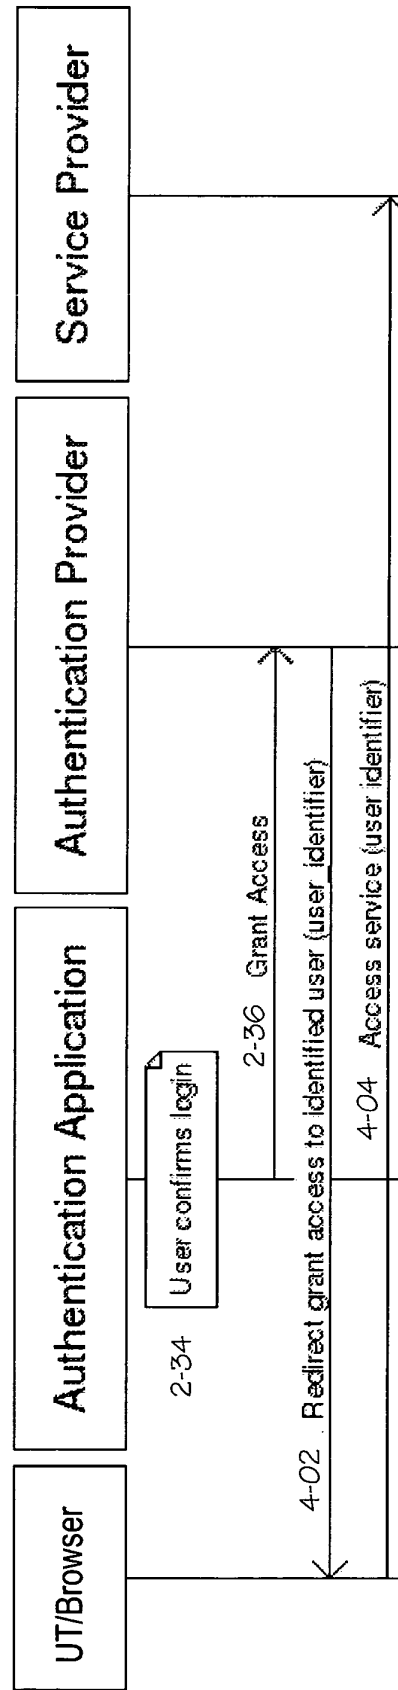 UT/Browser
Authentication Application
Authentication Provider
Service Provider
2-34 User confirms login
2-36 Grant Access
4-02 Redirect grant access to identified user (user identifier)
4-04 Access service (user identifier)